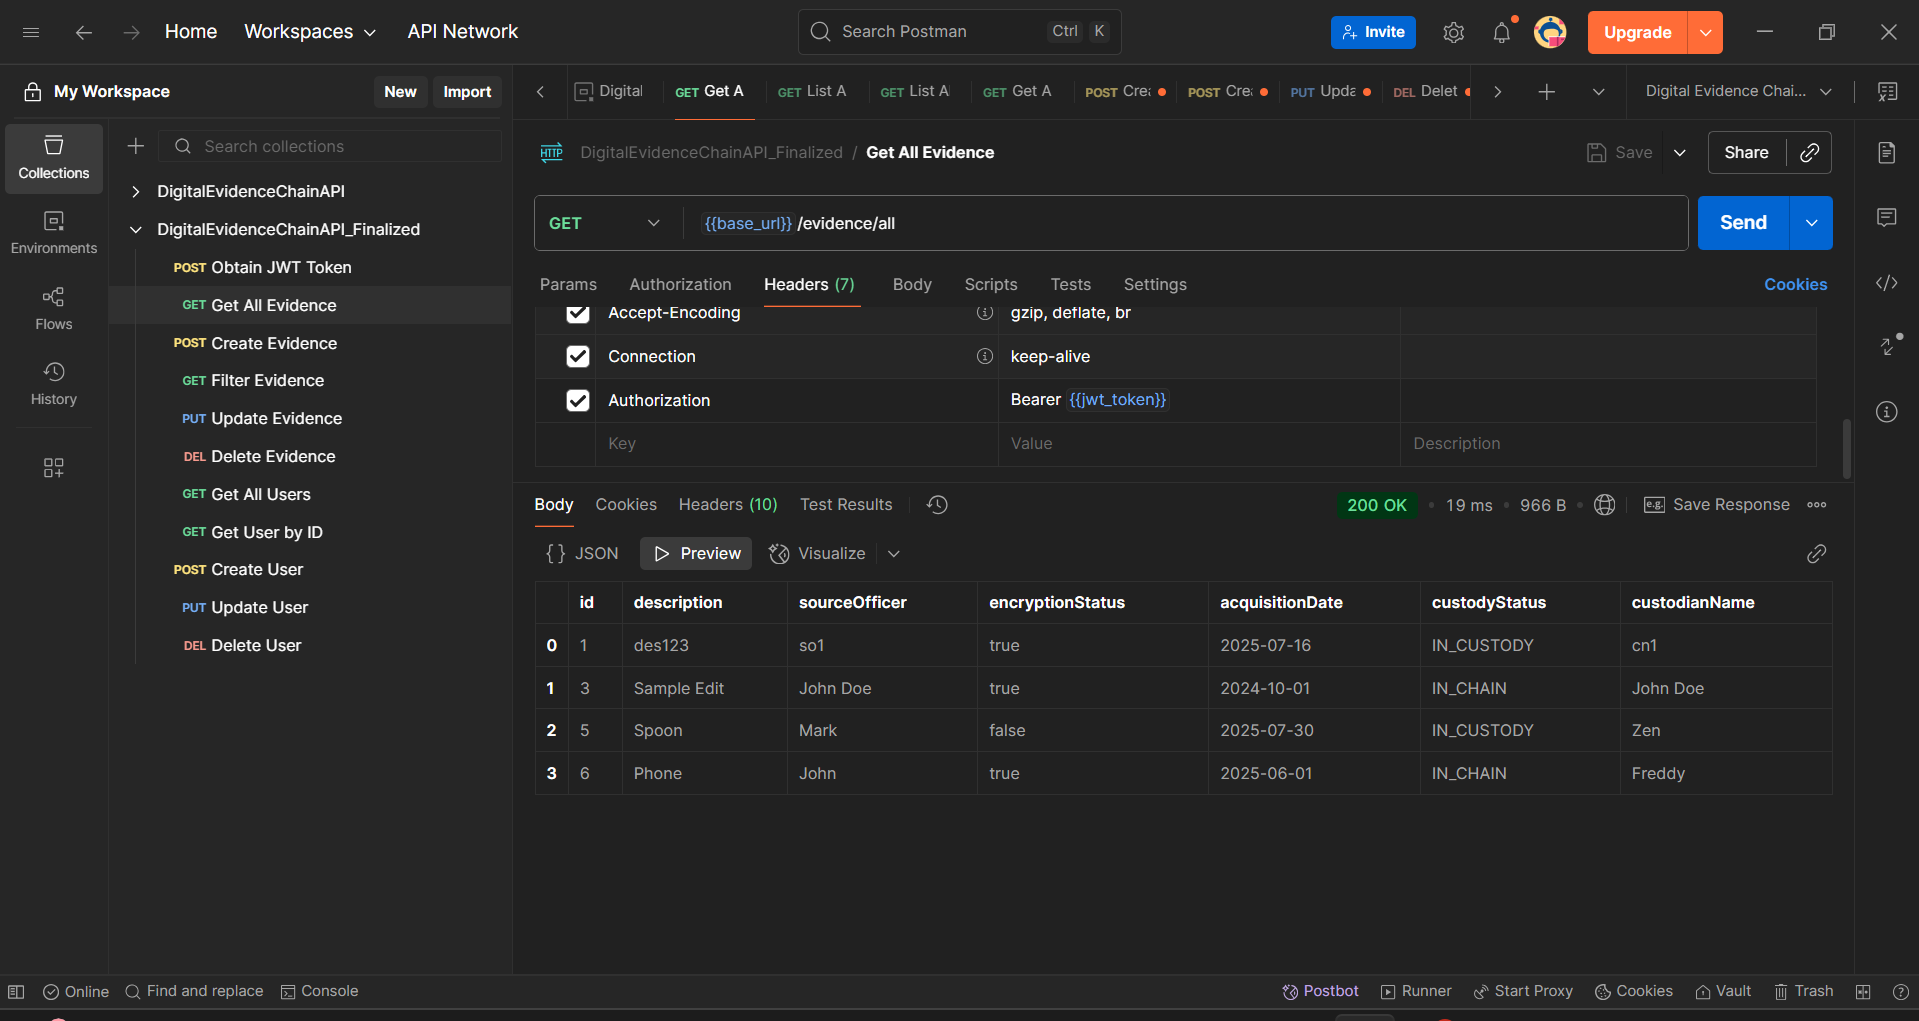 Home Workspaces API Network Search Postman Ctrl K Invite Upgrade
My Workspace New Import
Digital GET Get A GET List A GET List A GET Get A POST Cre POST Cre PUT Upda DEL Delet Digital Evidence Chai...
Collections
Environments
Flows
History
Search collections
DigitalEvidenceChainAPI
DigitalEvidenceChainAPI_Finalized
POST Obtain JWT Token
GET Get All Evidence
POST Create Evidence
GET Filter Evidence
PUT Update Evidence
DEL Delete Evidence
GET Get All Users
GET Get User by ID
POST Create User
PUT Update User
DEL Delete User
HTTP DigitalEvidenceChainAPI_Finalized / Get All Evidence Save Share
GET {{base_url}} /evidence/all Send
Params Authorization Headers (7) Body Scripts Tests Settings Cookies
Accept-Encoding gzip, deflate, br
Connection keep-alive
Authorization Bearer {{jwt_token}}
Key Value Description
Body Cookies Headers (10) Test Results 200 OK • 19 ms • 966 B • e.g. Save Response
{} JSON Preview Visualize
id description sourceOfficer encryptionStatus acquisitionDate custodyStatus custodianName
0 1 des123 so1 true 2025-07-16 IN_CUSTODY cn1
1 3 Sample Edit John Doe true 2024-10-01 IN_CHAIN John Doe
2 5 Spoon Mark false 2025-07-30 IN_CUSTODY Zen
3 6 Phone John true 2025-06-01 IN_CHAIN Freddy
Online Find and replace Console Postbot Runner Start Proxy Cookies Vault Trash